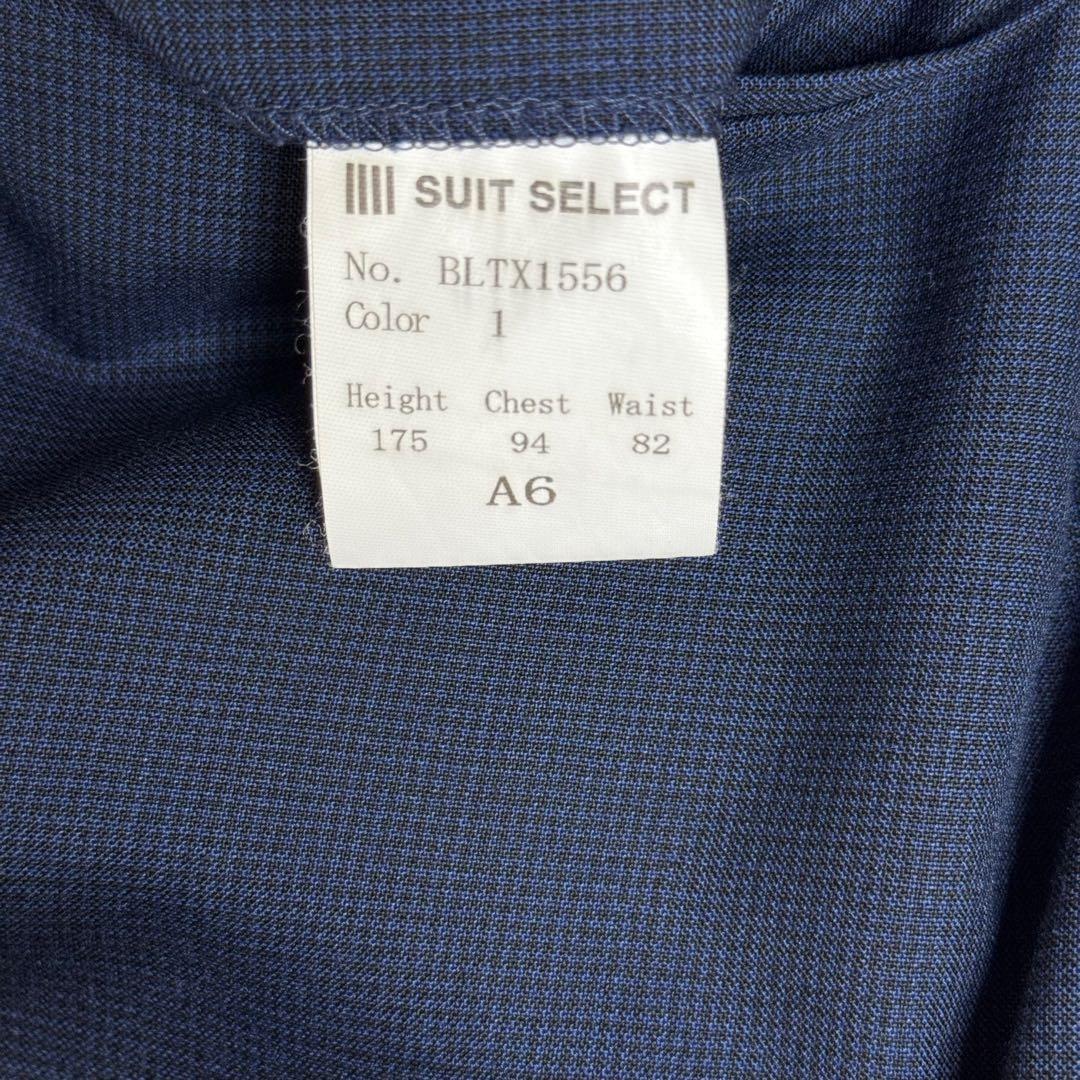 SUIT SELECT
No. BLTX1556
Color 1
Height Chest Waist
175 94 82
A6